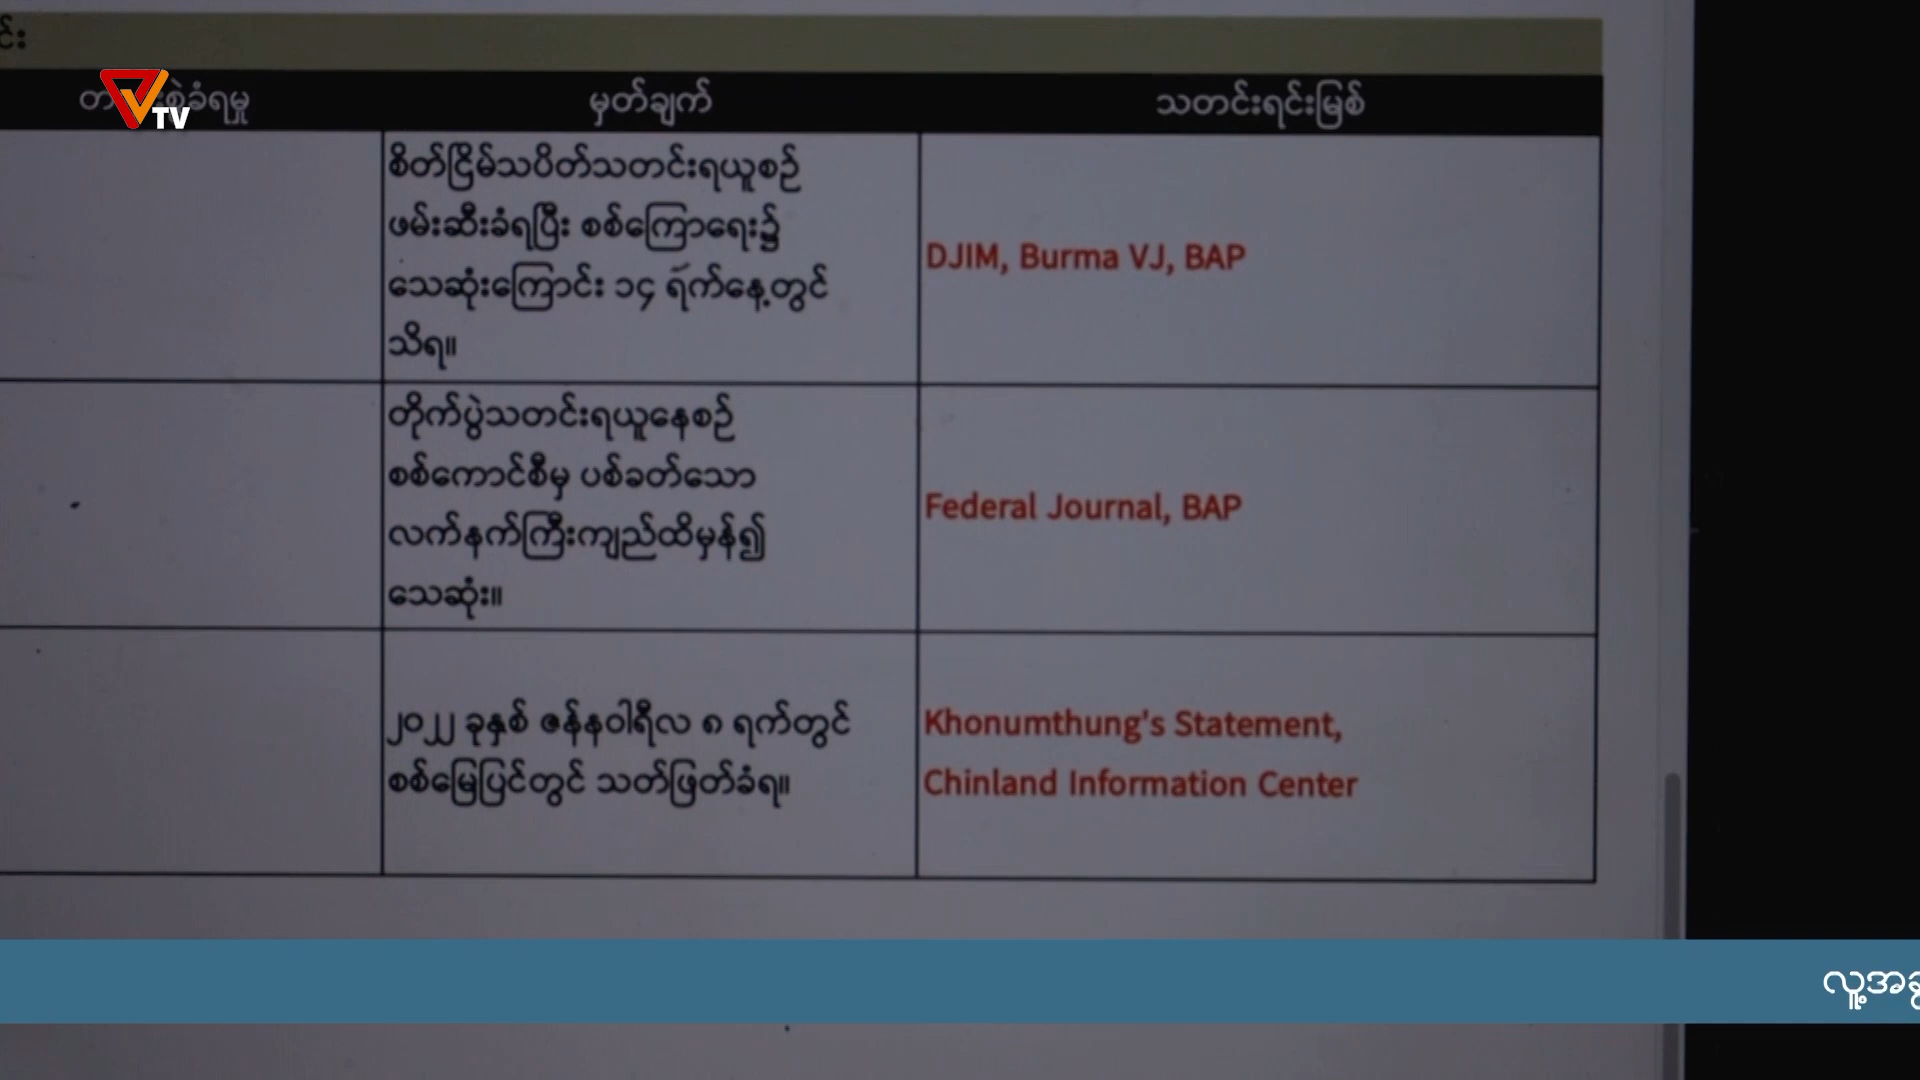 TV
မှတ်ချက်
သတင်းရင်းမြစ်
စိတ်ငြိမ်သပိတ်သတင်းရယူစဉ်
ဖမ်းဆီးခံရပြီး စစ်ကြောရေး၌
သေဆုံးကြောင်း ၁၄ ရက်နေ့တွင်
သိရ။
DJIM, Burma VJ, BAP
တိုက်ပွဲသတင်းရယူနေစဉ်
စစ်ကောင်စီမှ ပစ်ခတ်သော
လက်နက်ကြီးကျည်ထိမှန်၍
သေဆုံး။
Federal Journal, BAP
၂၀၂၂ ခုနှစ် ဇန်နဝါရီလ ၈ ရက်တွင်
စစ်မြေပြင်တွင် သတ်ဖြတ်ခံရ။
Khonumthung's Statement,
Chinland Information Center